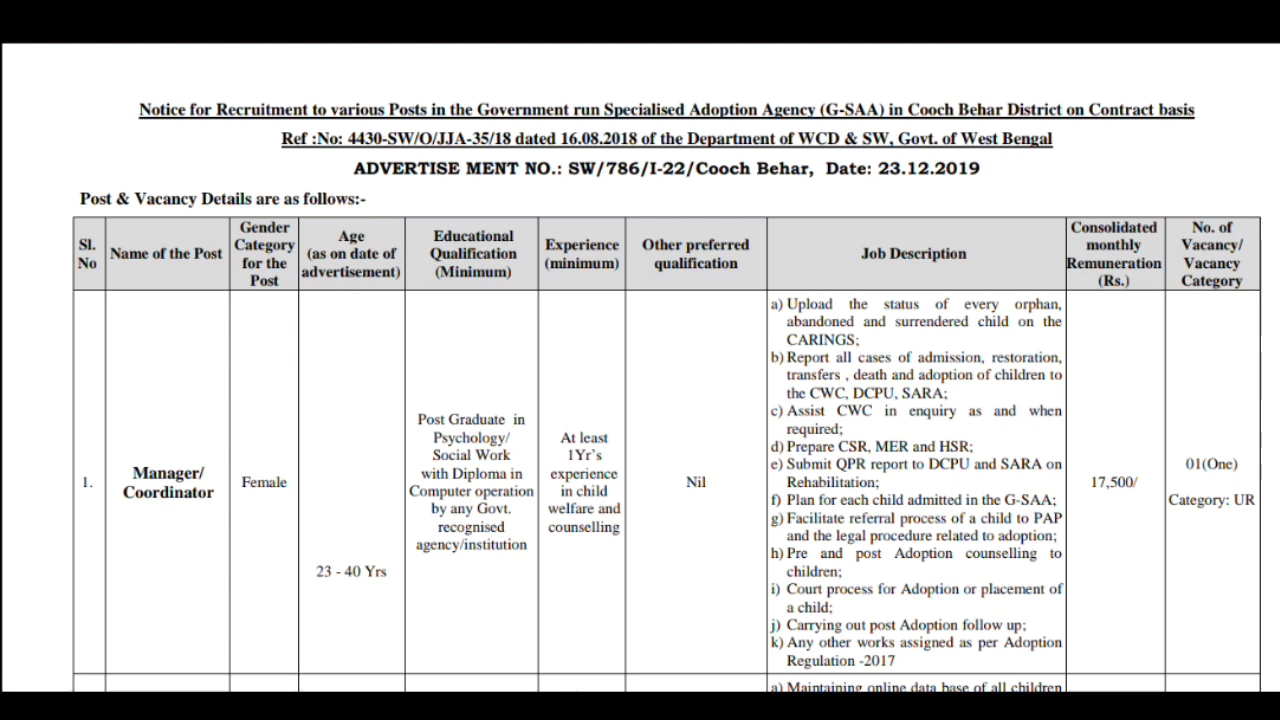 Notice for Recruitment to various Posts in the Government run Specialised Adoption Agency (G-SAA) in Cooch Behar District on Contract basis
Ref :No: 4430-SW/O/JJA-35/18 dated 16.08.2018 of the Department of WCD & SW, Govt. of West Bengal
ADVERTISE MENT NO.: SW/786/I-22/Cooch Behar, Date: 23.12.2019
Post & Vacancy Details are as follows:-
Sl.
No
Name of the Post
Gender
Category
for the
Post
Age
(as on date of
advertisement)
Educational
Qualification
(Minimum)
Experience
(minimum)
Other preferred
qualification
Job Description
Consolidated
monthly
Remuneration
(Rs.)
No. of
Vacancy/
Vacancy
Category
1.
Manager/
Coordinator
Female
23 - 40 Yrs
Post Graduate in
Psychology/
Social Work
with Diploma in
Computer operation
by any Govt.
recognised
agency/institution
At least
1Yr's
experience
in child
welfare and
counselling
Nil
a) Upload the status of every orphan,
abandoned and surrendered child on the
CARINGS;
b) Report all cases of admission, restoration,
transfers , death and adoption of children to
the CWC, DCPU, SARA;
c) Assist CWC in enquiry as and when
required;
d) Prepare CSR, MER and HSR;
e) Submit QPR report to DCPU and SARA on
Rehabilitation;
f) Plan for each child admitted in the G-SAA;
g) Facilitate referral process of a child to PAP
and the legal procedure related to adoption;
h) Pre and post Adoption counselling to
children;
i) Court process for Adoption or placement of
a child;
j) Carrying out post Adoption follow up;
k) Any other works assigned as per Adoption
Regulation -2017
17,500/
01(One)
Category: UR
a) Maintaining online data base of all children